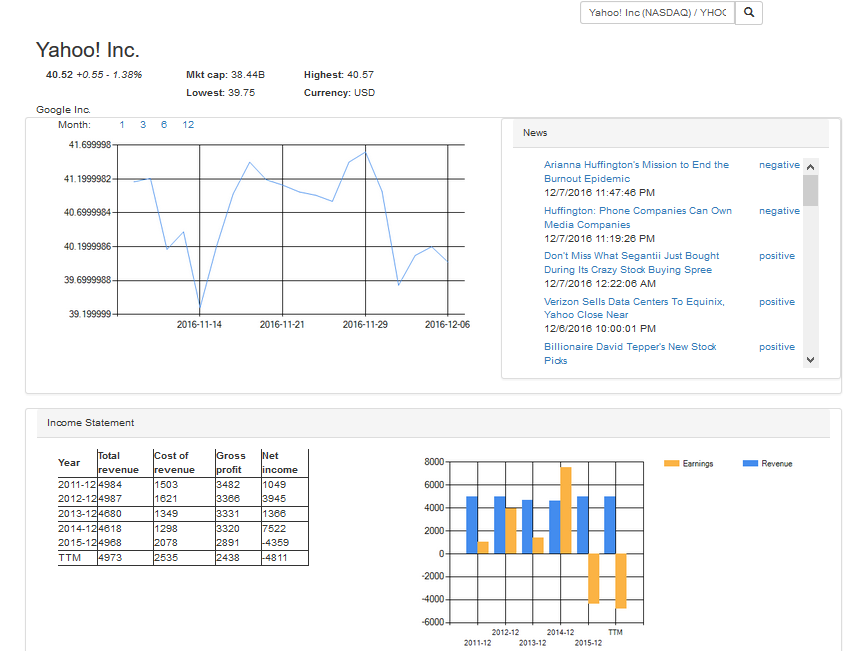 Yahoo! Inc (NASDAQ) / YHOO
Yahoo! Inc.
40.52 +0.55 - 1.38% Mkt cap: 38.44B Highest: 40.57
Lowest: 39.75 Currency: USD
Google Inc.
Month: 1 3 6 12
41.699998
41.1999982
40.6999984
40.1999986
39.6999988
39.199999
2016-11-14 2016-11-21 2016-11-29 2016-12-06
News
Arianna Huffington's Mission to End the negative
Burnout Epidemic
12/7/2016 11:47:46 PM
Huffington: Phone Companies Can Own negative
Media Companies
12/7/2016 11:19:26 PM
Don't Miss What Segantii Just Bought positive
During Its Crazy Stock Buying Spree
12/7/2016 12:22:06 AM
Verizon Sells Data Centers To Equinix, positive
Yahoo Close Near
12/6/2016 10:00:01 PM
Billionaire David Tepper's New Stock positive
Picks
Income Statement
Year Total revenue Cost of revenue Gross profit Net income
2011-12 4984 1503 3482 1049
2012-12 4987 1621 3366 3945
2013-12 4680 1349 3331 1366
2014-12 4618 1298 3320 7522
2015-12 4968 2078 2891 -4359
TTM 4973 2535 2438 -4811
8000
6000
4000
2000
0
-2000
-4000
-6000
2012-12 2014-12 TTM
2011-12 2013-12 2015-12
Earnings Revenue